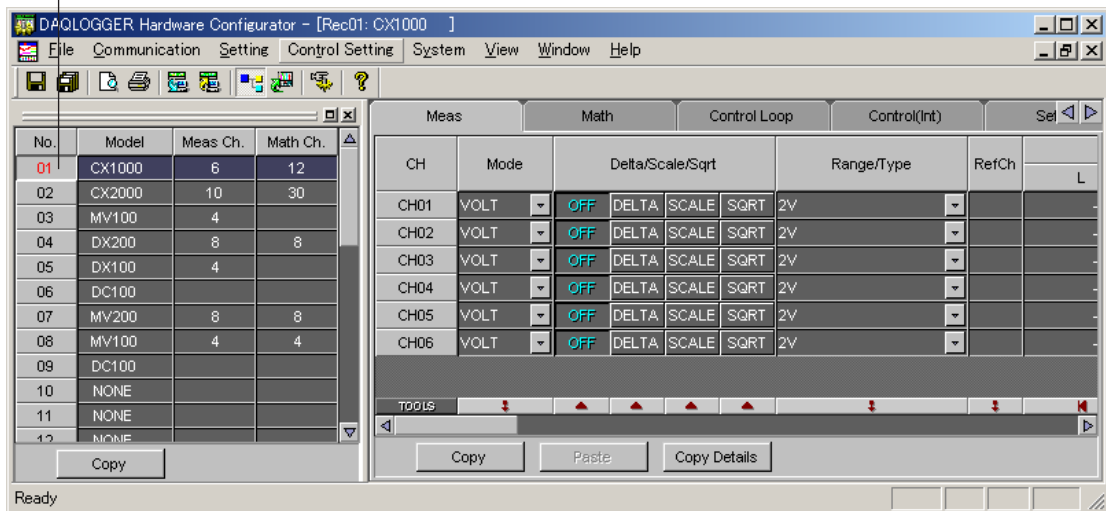 DAQLOGGER Hardware Configurator - [Rec01: CX1000 ]
File Communication Setting Control Setting System View Window Help
Meas Math Control Loop Control(Int)
No. Model Meas Ch. Math Ch.
CH Mode Delta/Scale/Sqrt Range/Type RefCh L
01 CX1000 6 12
02 CX2000 10 30
03 MV100 4
04 DX200 8 8
05 DX100 4
06 DC100
07 MV200 8 8
08 MV100 4 4
09 DC100
10 NONE
11 NONE
12 NONE
Copy
CH01 VOLT OFF DELTA SCALE SQRT 2V
CH02 VOLT OFF DELTA SCALE SQRT 2V
CH03 VOLT OFF DELTA SCALE SQRT 2V
CH04 VOLT OFF DELTA SCALE SQRT 2V
CH05 VOLT OFF DELTA SCALE SQRT 2V
CH06 VOLT OFF DELTA SCALE SQRT 2V
TOOLS
Copy Paste Copy Details
Ready